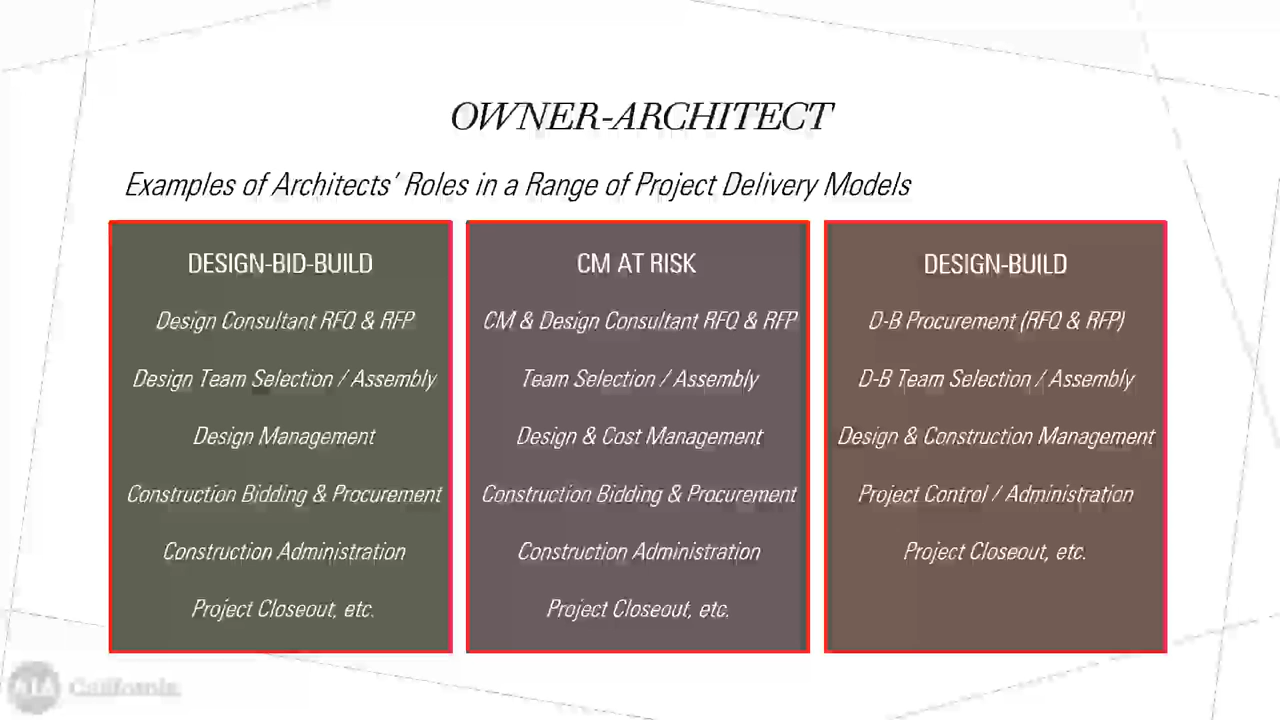 OWNER-ARCHITECT
Examples of Architects’ Roles in a Range of Project Delivery Models
DESIGN-BID-BUILD
Design Consultant RFQ & RFP
Design Team Selection / Assembly
Design Management
Construction Bidding & Procurement
Construction Administration
Project Closeout, etc.
CM AT RISK
CM & Design Consultant RFQ & RFP
Team Selection / Assembly
Design & Cost Management
Construction Bidding & Procurement
Construction Administration
Project Closeout, etc.
DESIGN-BUILD
D-B Procurement (RFQ & RFP)
D-B Team Selection / Assembly
Design & Construction Management
Project Control / Administration
Project Closeout, etc.
AIA California